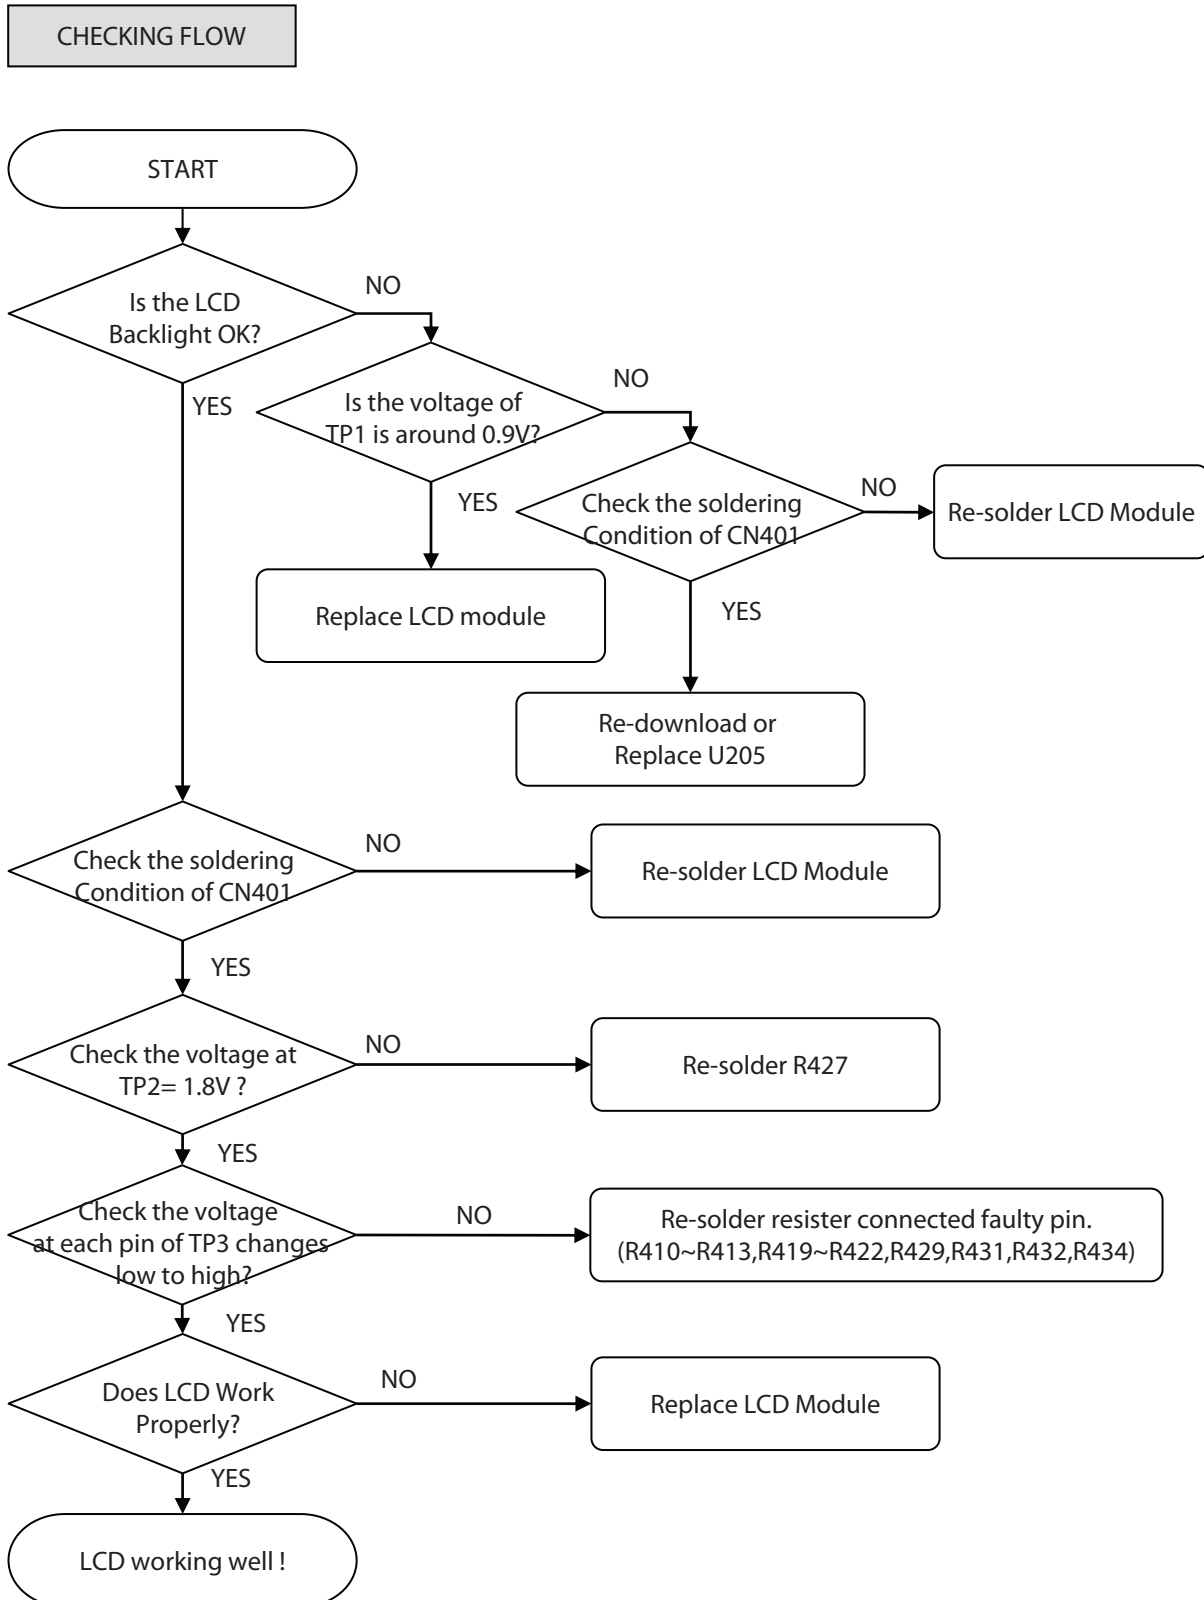 CHECKING FLOW
START
Is the LCD
Backlight OK?
NO
YES
Is the voltage of
TP1 is around 0.9V?
NO
YES
Check the soldering
Condition of CN401
NO
Re-solder LCD Module
YES
Replace LCD module
Re-download or
Replace U205
Check the soldering
Condition of CN401
NO
Re-solder LCD Module
YES
Check the voltage at
TP2= 1.8V ?
NO
Re-solder R427
YES
Check the voltage
at each pin of TP3 changes
low to high?
NO
Re-solder resister connected faulty pin.
(R410~R413,R419~R422,R429,R431,R432,R434)
YES
Does LCD Work
Properly?
NO
Replace LCD Module
YES
LCD working well !